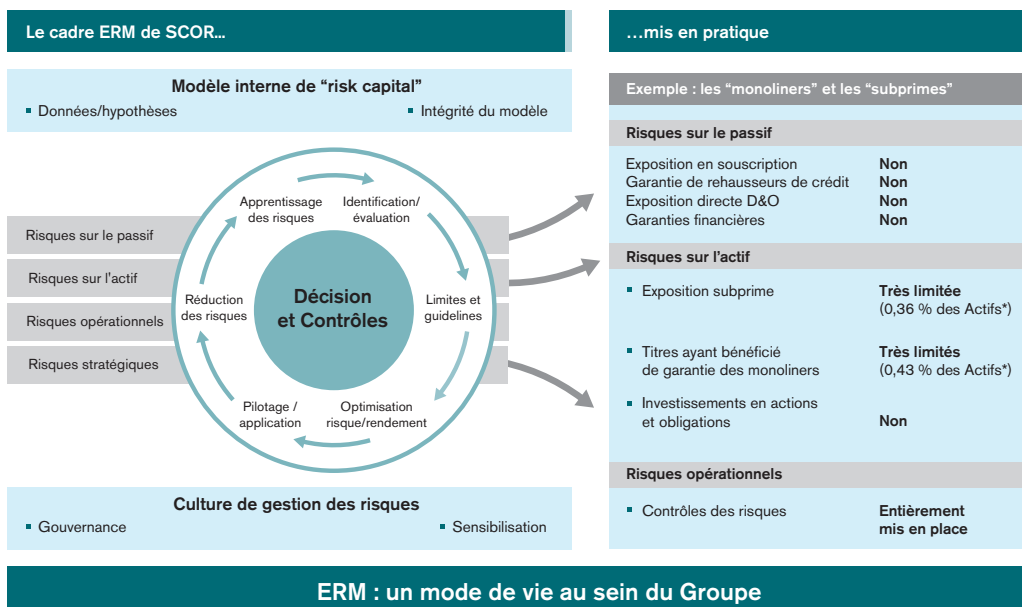 Le cadre ERM de SCOR...
Modèle interne de “risk capital”
▪ Données/hypothèses
▪ Intégrité du modèle
Risques sur le passif
Risques sur l'actif
Risques opérationnels
Risques stratégiques
Apprentissage
des risques
Identification/
évaluation
Limites et
guidelines
Optimisation
risque/rendement
Pilotage /
application
Réduction
des risques
Décision
et Contrôles
Culture de gestion des risques
▪ Gouvernance
▪ Sensibilisation
...mis en pratique
Exemple : les “monoliners” et les “subprimes”
Risques sur le passif
Exposition en souscription Non
Garantie de rehausseurs de crédit Non
Exposition directe D&O Non
Garanties financières Non
Risques sur l’actif
▪ Exposition subprime Très limitée
(0,36 % des Actifs*)
▪ Titres ayant bénéficié Très limités
de garantie des monoliners (0,43 % des Actifs*)
▪ Investissements en actions
et obligations Non
Risques opérationnels
▪ Contrôles des risques Entièrement
mis en place
ERM : un mode de vie au sein du Groupe